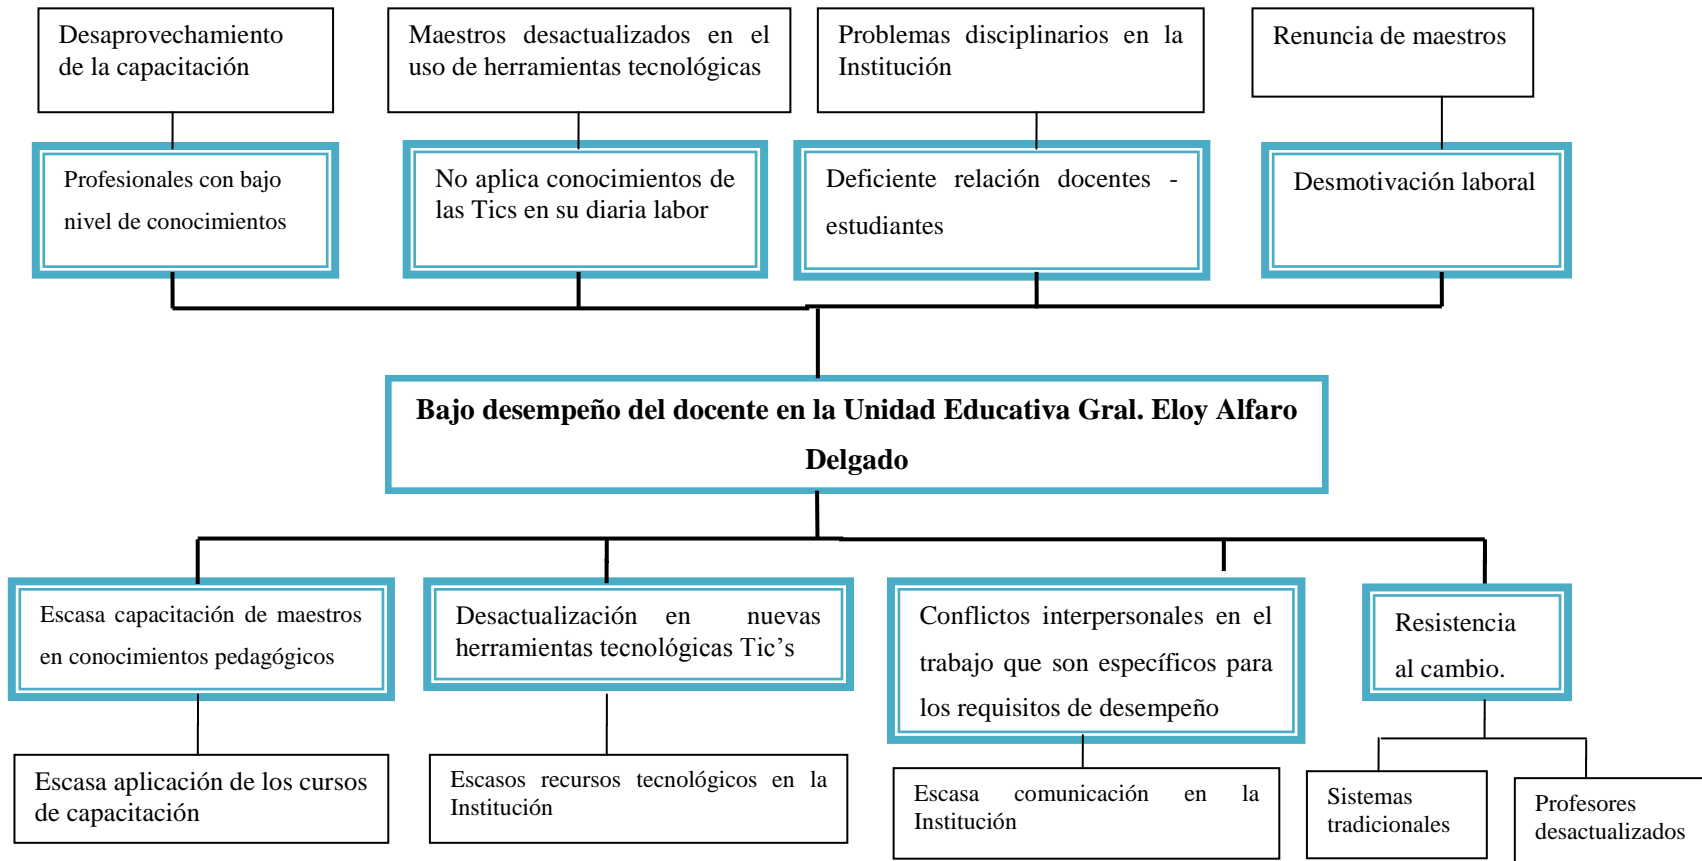 Desaprovechamiento
de la capacitación
Maestros desactualizados en el
uso de herramientas tecnológicas
Problemas disciplinarios en la
Institución
Renuncia de maestros
Profesionales con bajo
nivel de conocimientos
No aplica conocimientos de
las Tics en su diaria labor
Deficiente relación docentes -
estudiantes
Desmotivación laboral
Bajo desempeño del docente en la Unidad Educativa Gral. Eloy Alfaro
Delgado
Escasa capacitación de maestros
en conocimientos pedagógicos
Desactualización en nuevas
herramientas tecnológicas Tic’s
Conflictos interpersonales en el
trabajo que son específicos para
los requisitos de desempeño
Resistencia
al cambio.
Escasa aplicación de los cursos
de capacitación
Escasos recursos tecnológicos en la
Institución
Escasa comunicación en la
Institución
Sistemas
tradicionales
Profesores
desactualizados